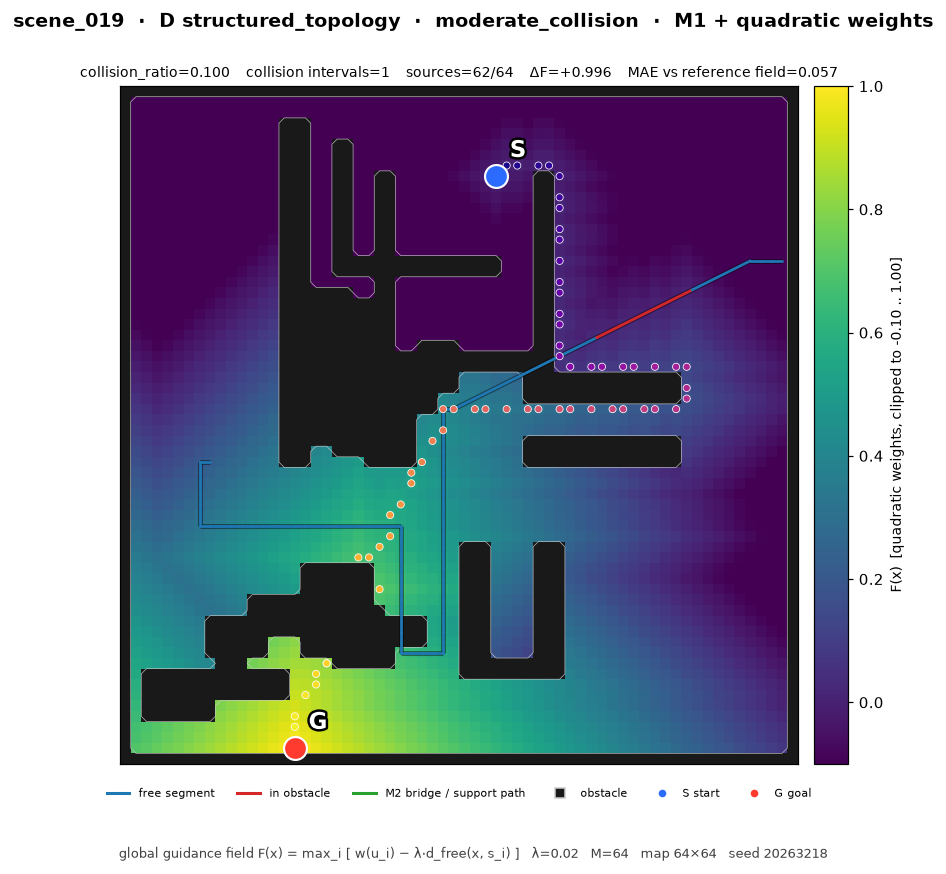 scene_019 · D structured_topology · moderate_collision · M1 + quadratic weights
collision_ratio=0.100 collision intervals=1 sources=62/64 ΔF=+0.996 MAE vs reference field=0.057
S
G
1.0
0.8
0.6
0.4
0.2
0.0
F(x) [quadratic weights, clipped to -0.10 .. 1.00]
free segment in obstacle M2 bridge / support path obstacle S start G goal
global guidance field F(x) = max_i [ w(u_i) − λ·d_free(x, s_i) ] λ=0.02 M=64 map 64×64 seed 20263218